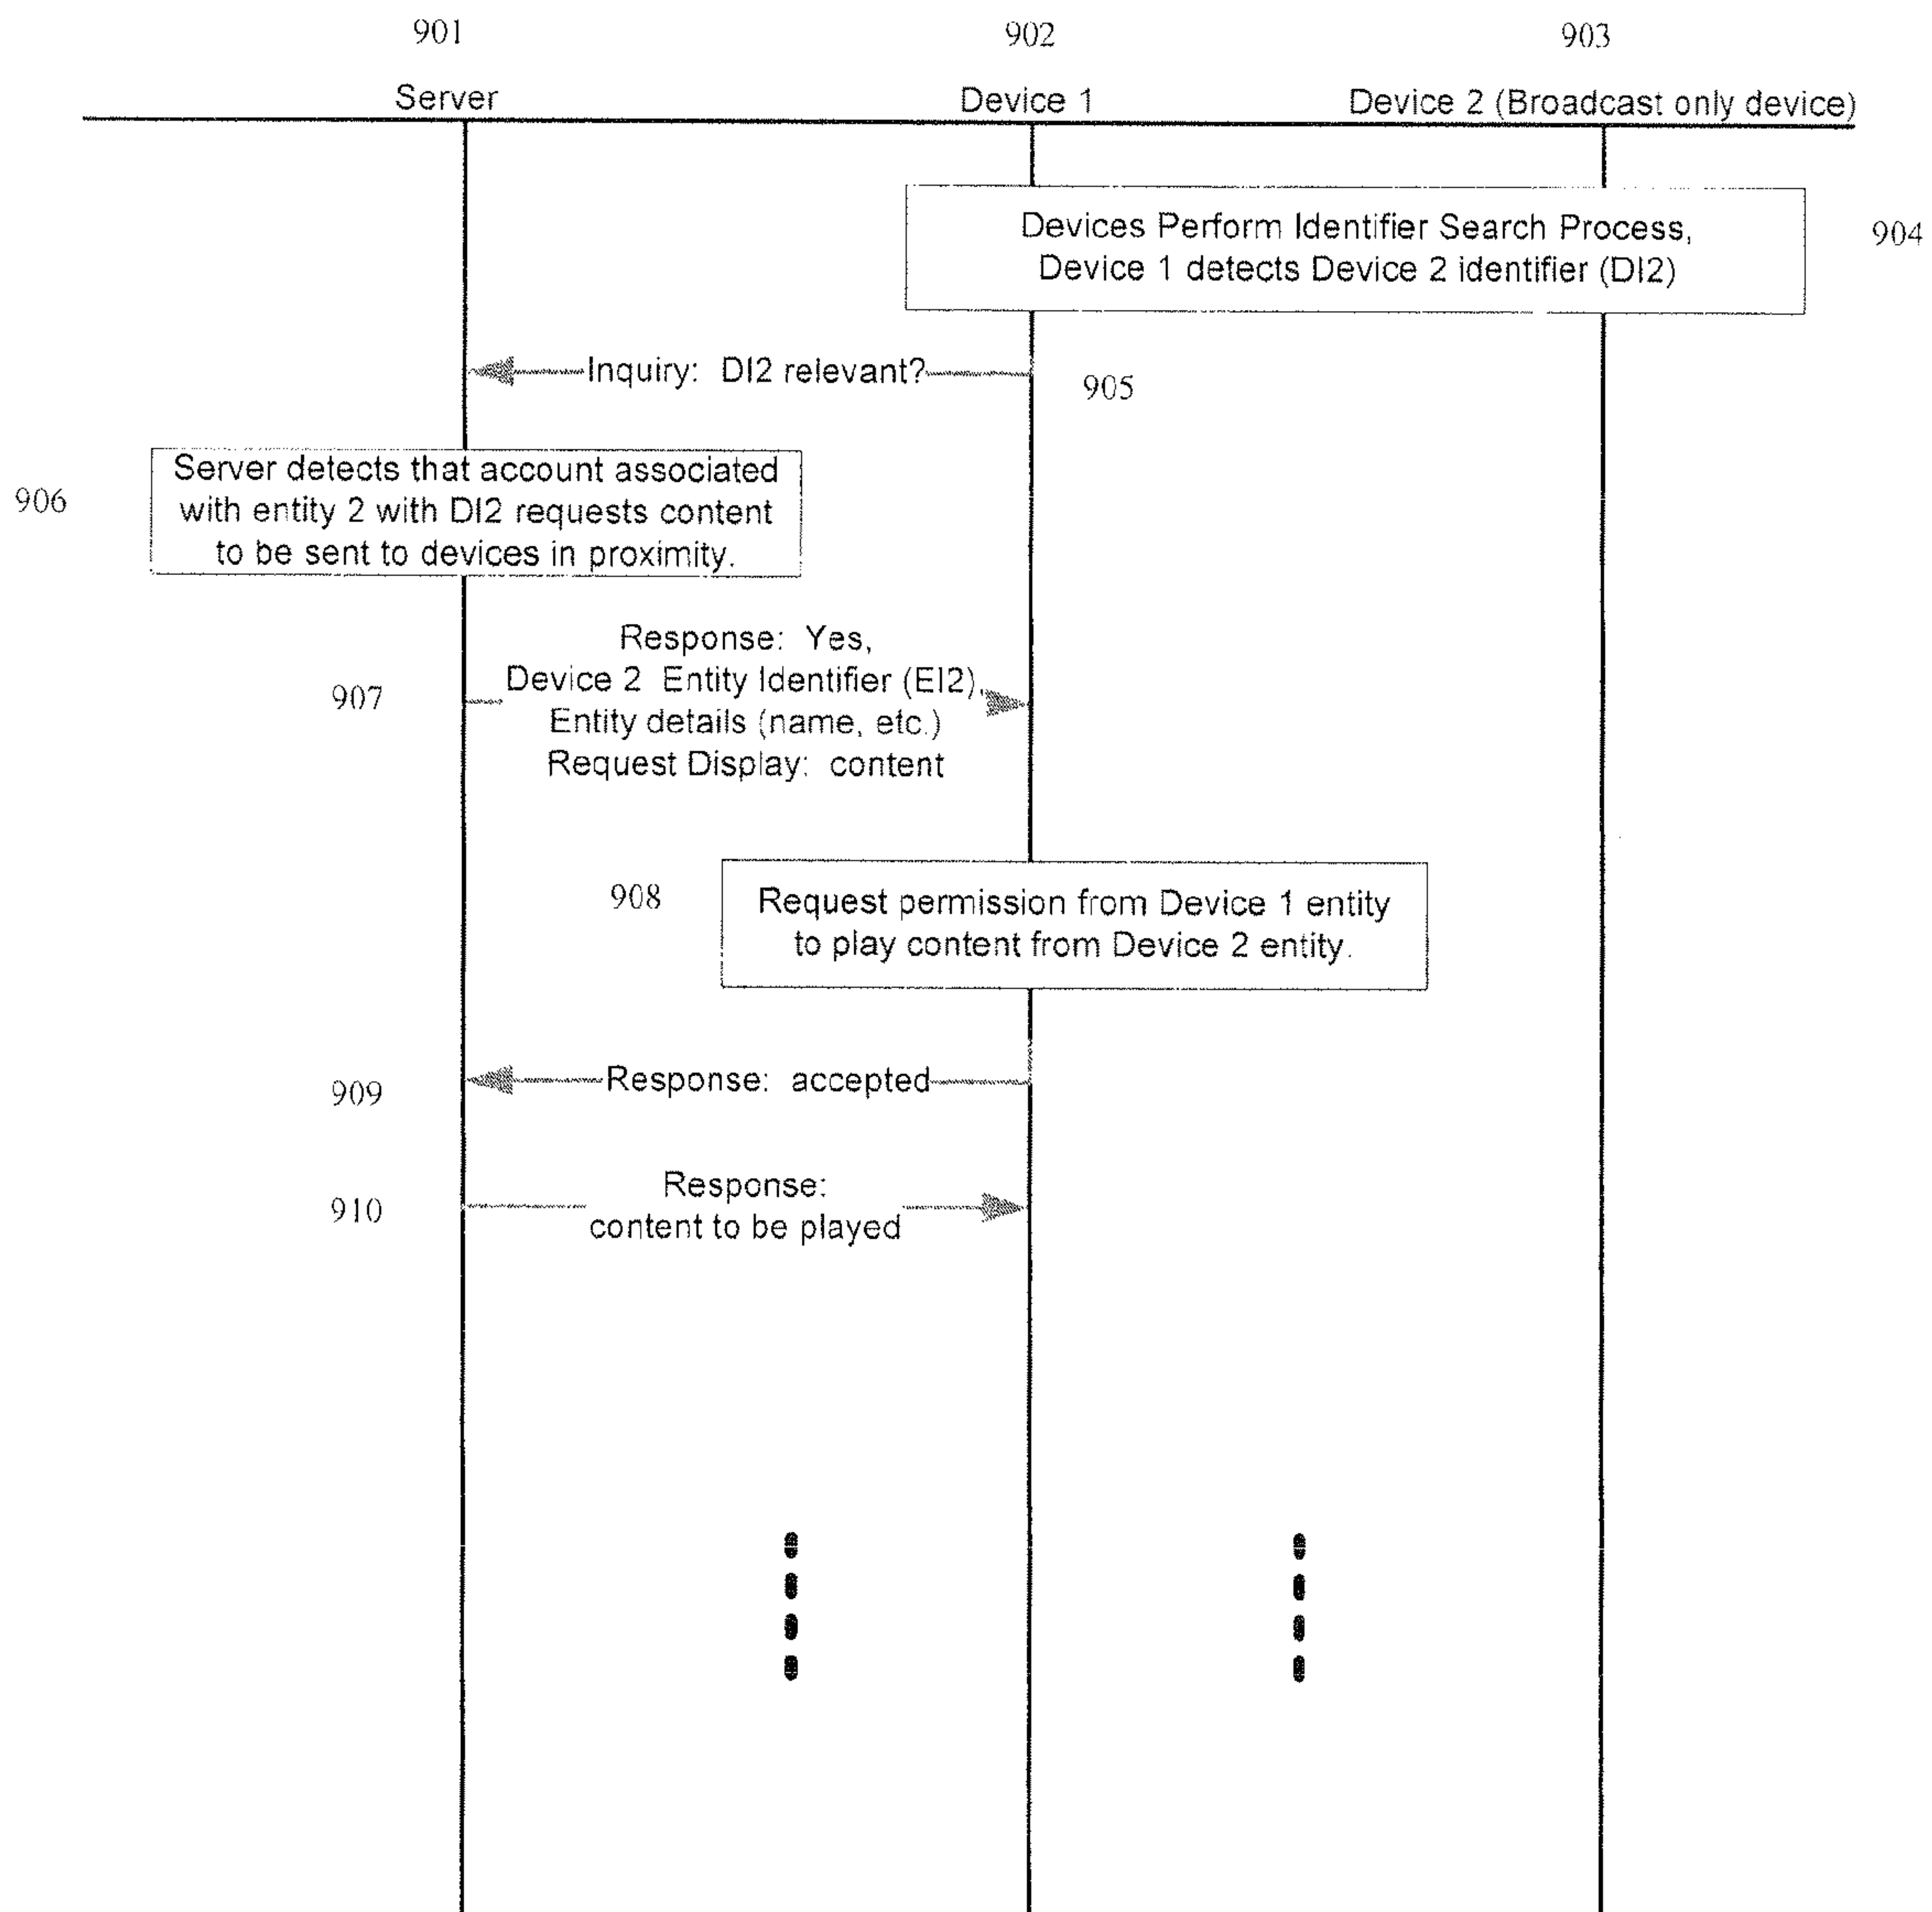 901
902
903
Server
Device 1
Device 2 (Broadcast only device)
Devices Perform Identifier Search Process,
Device 1 detects Device 2 identifier (DI2)
904
Inquiry: DI2 relevant?
905
906
Server detects that account associated
with entity 2 with DI2 requests content
to be sent to devices in proximity.
907
Response: Yes,
Device 2 Entity Identifier (EI2),
Entity details (name, etc.)
Request Display: content
908
Request permission from Device 1 entity
to play content from Device 2 entity.
909
Response: accepted
910
Response:
content to be played